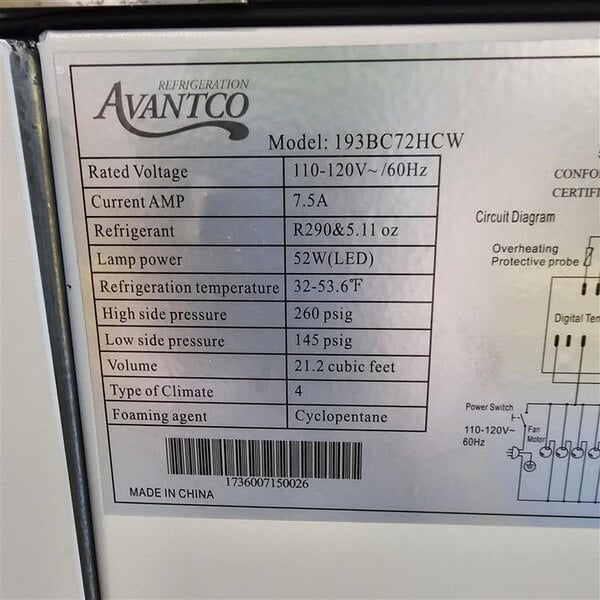 REFRIGERATION
AVANTCO
Model: 193BC72HCW
Rated Voltage 110-120V~/60Hz
Current AMP 7.5A
Refrigerant R290&5.11 oz
Lamp power 52W(LED)
Refrigeration temperature 32-53.6℉
High side pressure 260 psig
Low side pressure 145 psig
Volume 21.2 cubic feet
Type of Climate 4
Foaming agent Cyclopentane
1736007150026
MADE IN CHINA
Circuit Diagram
Overheating
Protective probe
Power Switch
110-120V~
60Hz
Fan
Motor